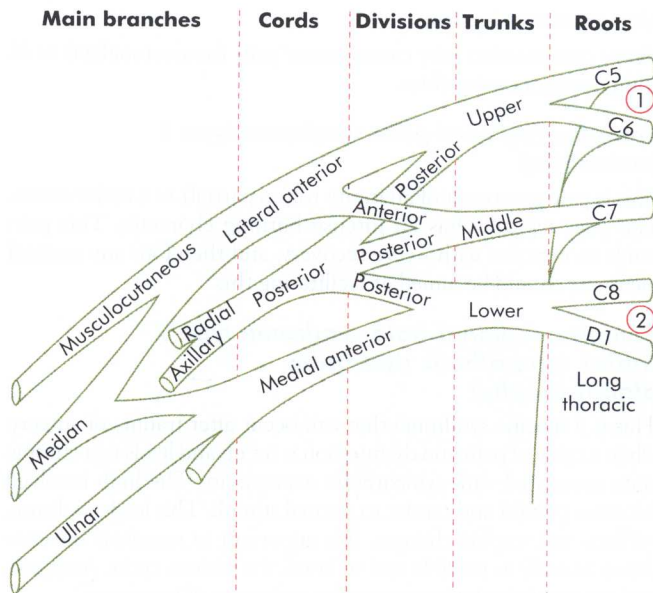 Main branches Cords Divisions Trunks Roots
C5
1
C6
Upper
Posterior
Lateral anterior
Anterior
C7
Middle
Posterior
Musculocutaneous
Posterior
Radial
Axillary
Posterior
C8
Lower
2
D1
Medial anterior
Long
thoracic
Median
Ulnar